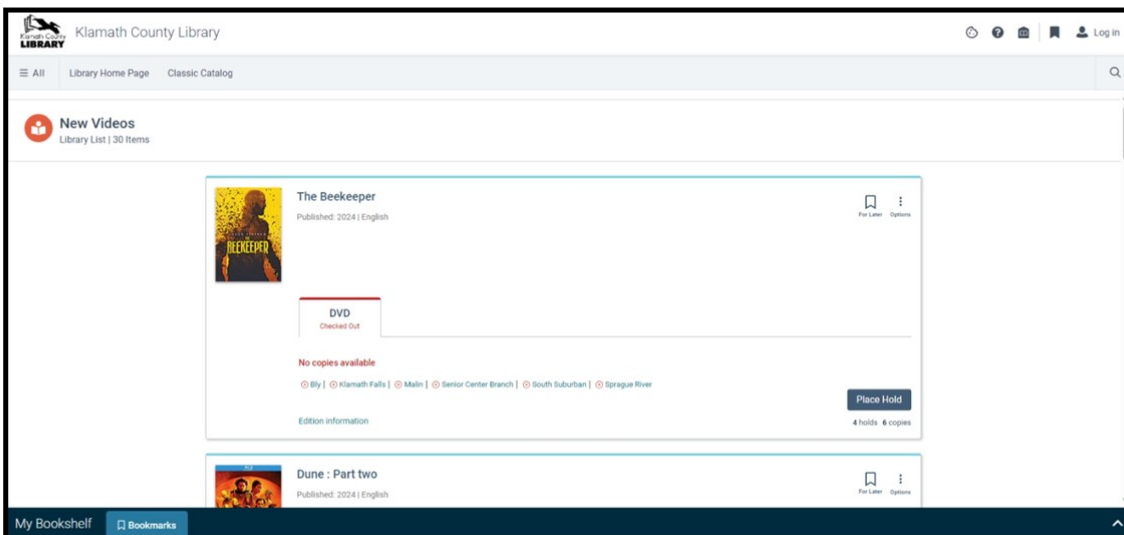 Klamath County
LIBRARY
Klamath County Library
Log in
All
Library Home Page
Classic Catalog
New Videos
Library List | 30 Items
BEEKEEPER
The Beekeeper
Published: 2024 | English
For Later
Options
DVD
Checked Out
No copies available
Bly | Klamath Falls | Malin | Senior Center Branch | South Suburban | Sprague River
Place Hold
Edition information
4 holds 6 copies
Dune : Part two
Published: 2024 | English
For Later
Options
My Bookshelf
Bookmarks